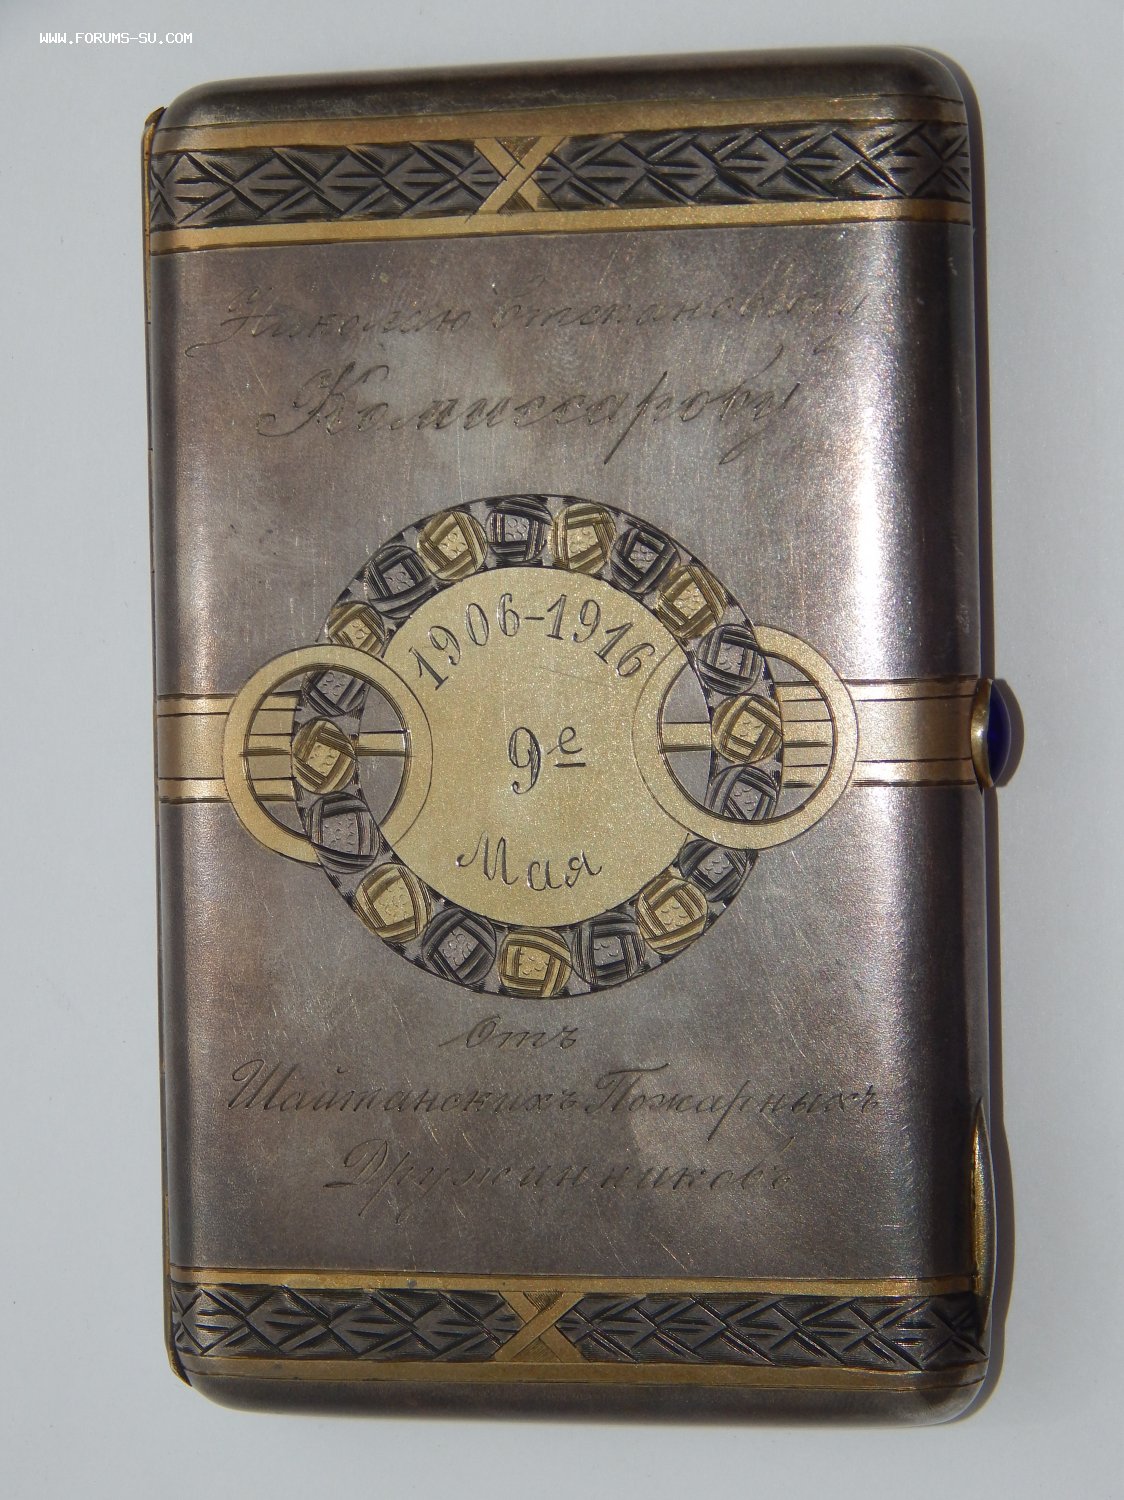 WWW.FORUMS-SU.COM
Николаю Степановичу
Комиссарову
1906-1916
9е
Мая
Отъ
Шайтанскихъ Пожарныхъ
Дружинниковъ